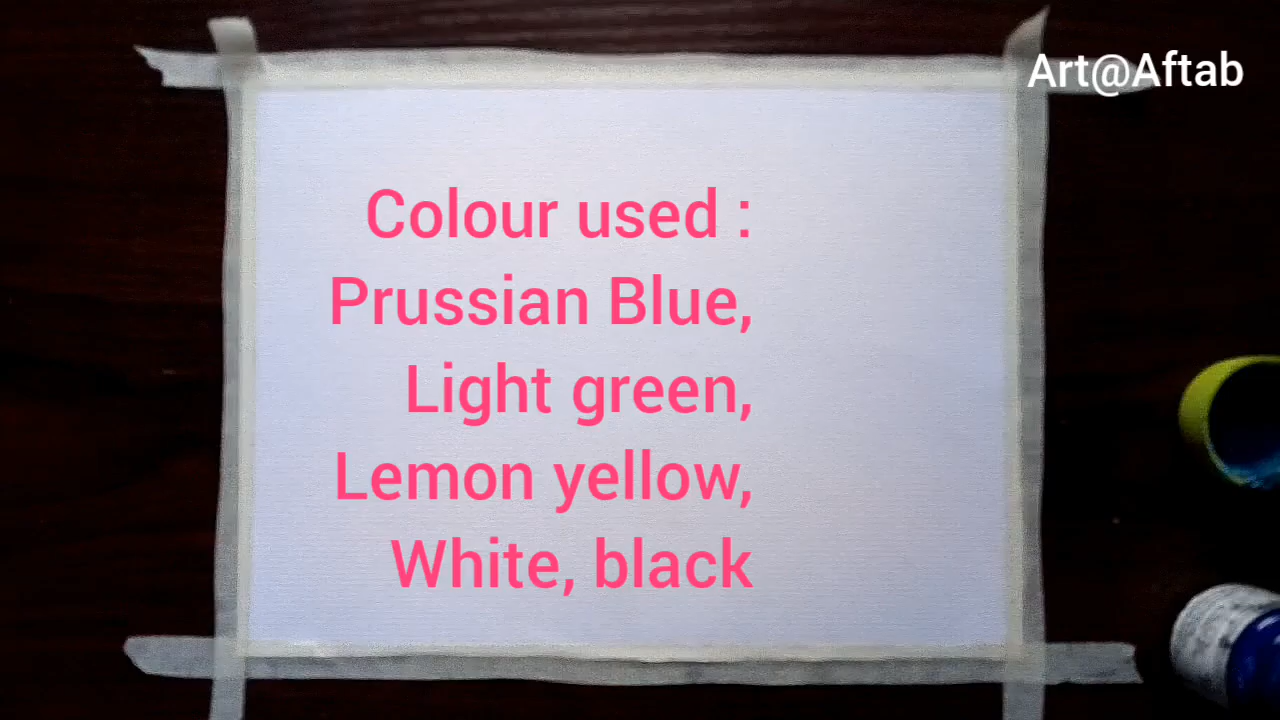 Art@Aftab
Colour used :
Prussian Blue,
Light green,
Lemon yellow,
White, black